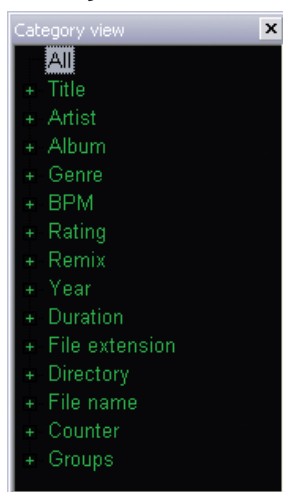 Category view
All
+ Title
+ Artist
+ Album
+ Genre
+ BPM
+ Rating
+ Remix
+ Year
+ Duration
+ File extension
+ Directory
+ File name
+ Counter
+ Groups